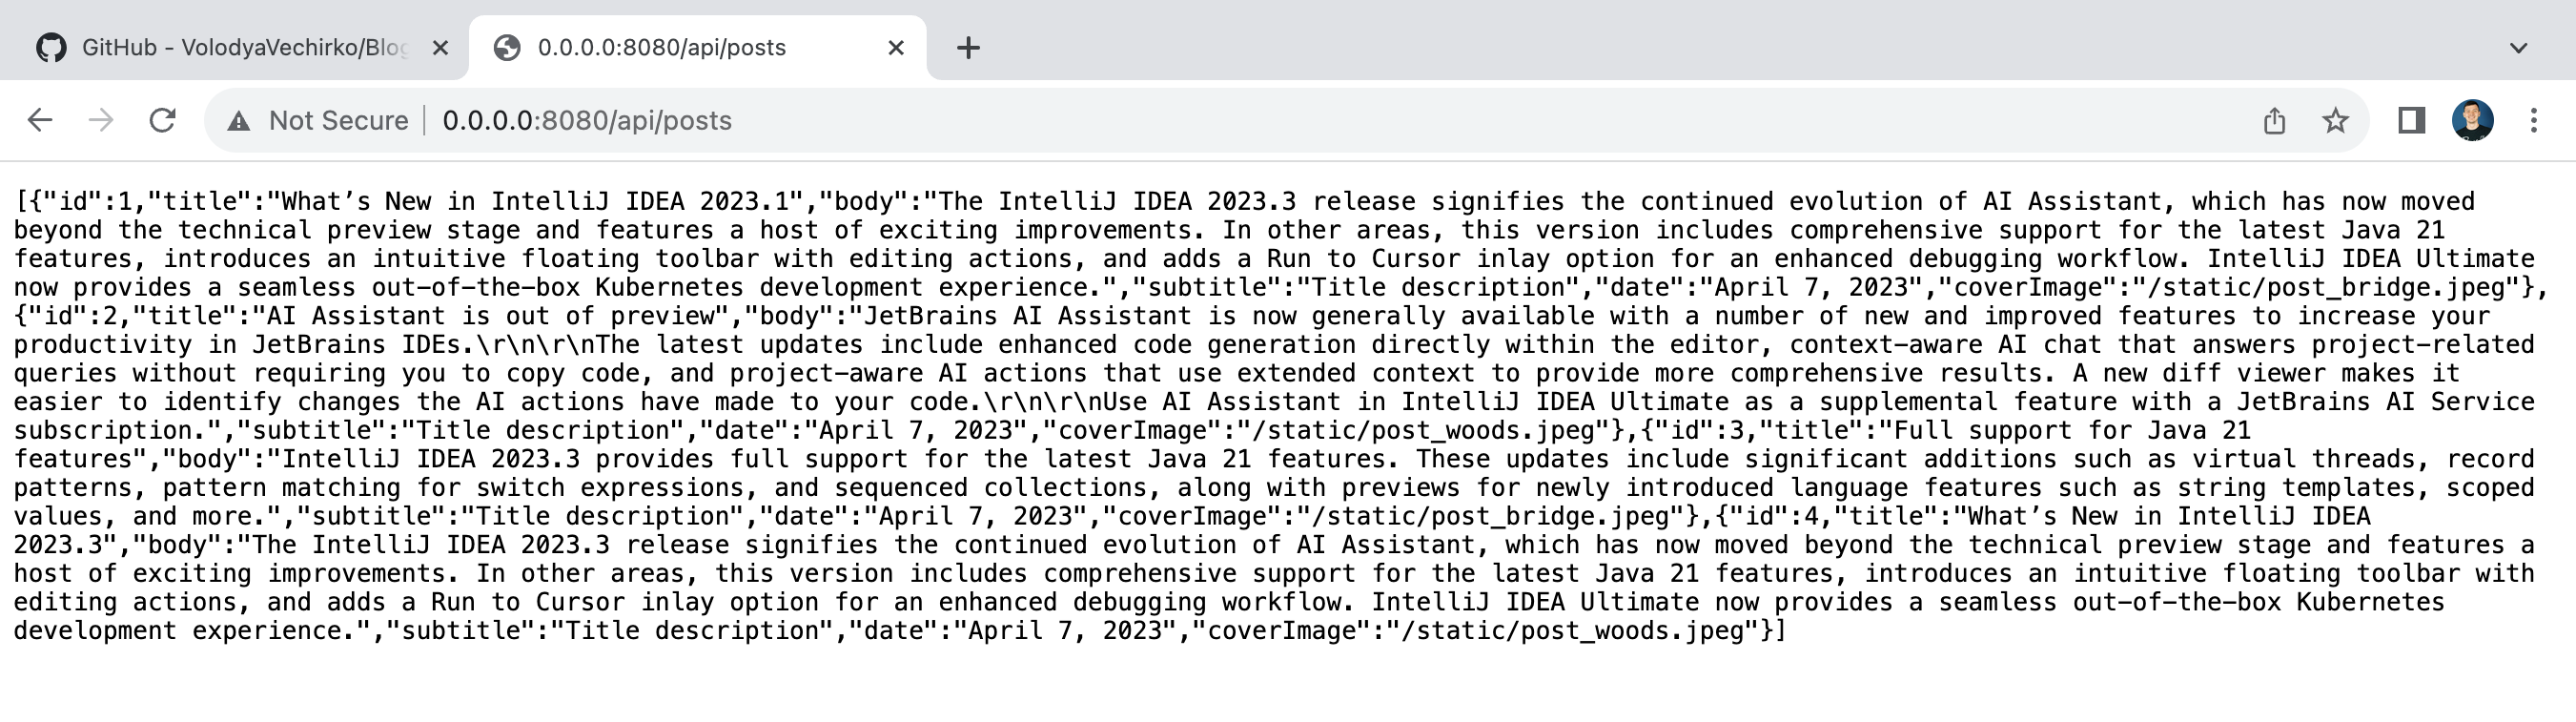 GitHub - VolodyaVechirko/Blog
0.0.0.0:8080/api/posts
Not Secure
0.0.0.0:8080/api/posts
[{"id":1,"title":"What’s New in IntelliJ IDEA 2023.1","body":"The IntelliJ IDEA 2023.3 release signifies the continued evolution of AI Assistant, which has now moved
beyond the technical preview stage and features a host of exciting improvements. In other areas, this version includes comprehensive support for the latest Java 21
features, introduces an intuitive floating toolbar with editing actions, and adds a Run to Cursor inlay option for an enhanced debugging workflow. IntelliJ IDEA Ultimate
now provides a seamless out-of-the-box Kubernetes development experience.","subtitle":"Title description","date":"April 7, 2023","coverImage":"/static/post_bridge.jpeg"},
{"id":2,"title":"AI Assistant is out of preview","body":"JetBrains AI Assistant is now generally available with a number of new and improved features to increase your
productivity in JetBrains IDEs.\r\n\r\nThe latest updates include enhanced code generation directly within the editor, context-aware AI chat that answers project-related
queries without requiring you to copy code, and project-aware AI actions that use extended context to provide more comprehensive results. A new diff viewer makes it
easier to identify changes the AI actions have made to your code.\r\n\r\nUse AI Assistant in IntelliJ IDEA Ultimate as a supplemental feature with a JetBrains AI Service
subscription.","subtitle":"Title description","date":"April 7, 2023","coverImage":"/static/post_woods.jpeg"},{"id":3,"title":"Full support for Java 21
features","body":"IntelliJ IDEA 2023.3 provides full support for the latest Java 21 features. These updates include significant additions such as virtual threads, record
patterns, pattern matching for switch expressions, and sequenced collections, along with previews for newly introduced language features such as string templates, scoped
values, and more.","subtitle":"Title description","date":"April 7, 2023","coverImage":"/static/post_bridge.jpeg"},{"id":4,"title":"What’s New in IntelliJ IDEA
2023.3","body":"The IntelliJ IDEA 2023.3 release signifies the continued evolution of AI Assistant, which has now moved beyond the technical preview stage and features a
host of exciting improvements. In other areas, this version includes comprehensive support for the latest Java 21 features, introduces an intuitive floating toolbar with
editing actions, and adds a Run to Cursor inlay option for an enhanced debugging workflow. IntelliJ IDEA Ultimate now provides a seamless out-of-the-box Kubernetes
development experience.","subtitle":"Title description","date":"April 7, 2023","coverImage":"/static/post_woods.jpeg"}]